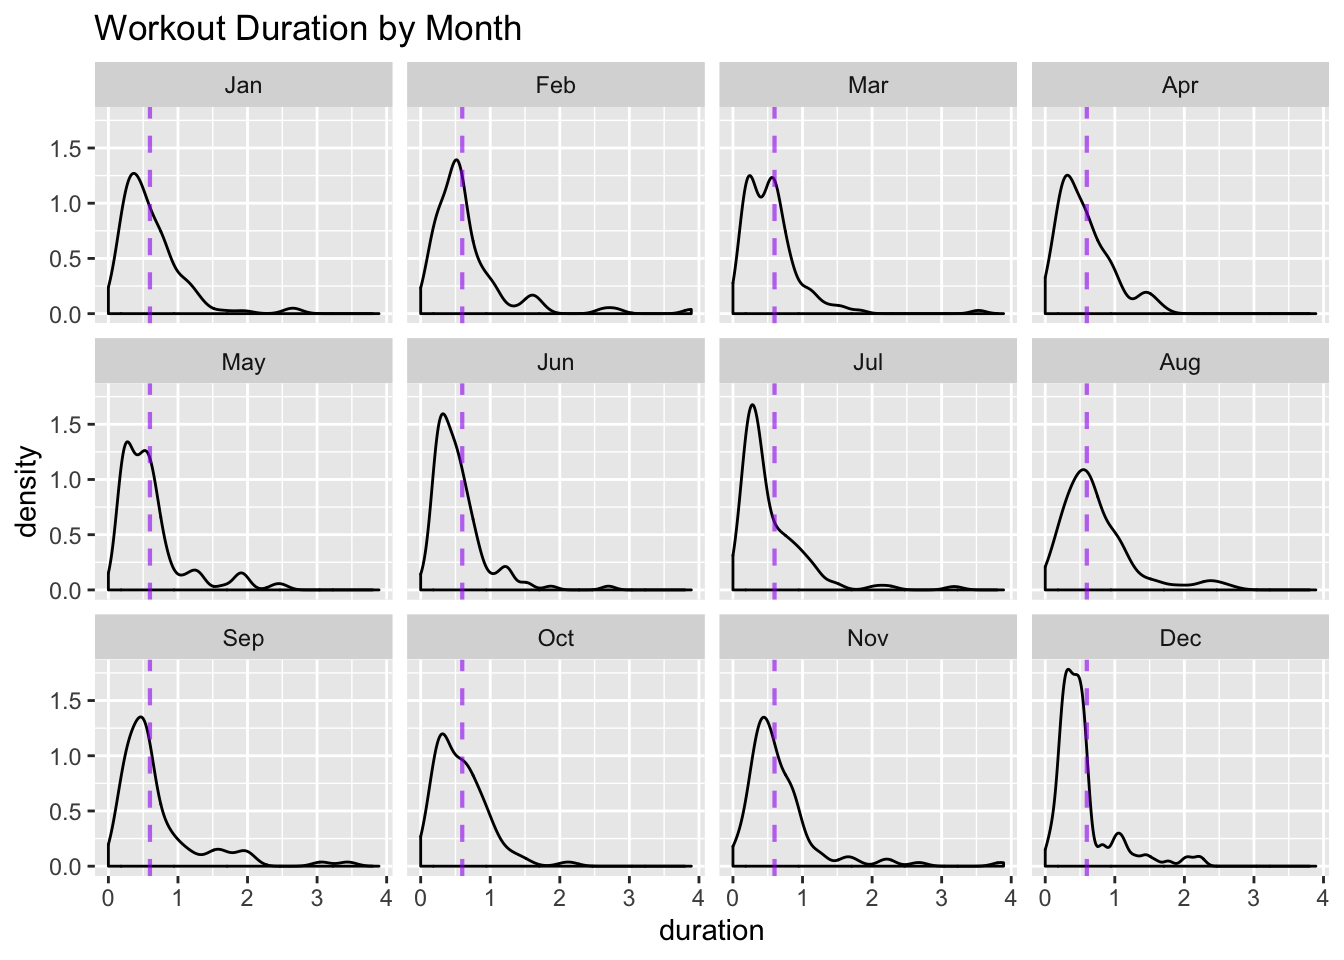 Workout Duration by Month
Jan Feb Mar Apr
1.5
1.0
0.5
0.0
May Jun Jul Aug
1.5
1.0
0.5
0.0
density
Sep Oct Nov Dec
1.5
1.0
0.5
0.0
0 1 2 3 4 0 1 2 3 4 0 1 2 3 4 0 1 2 3 4
duration